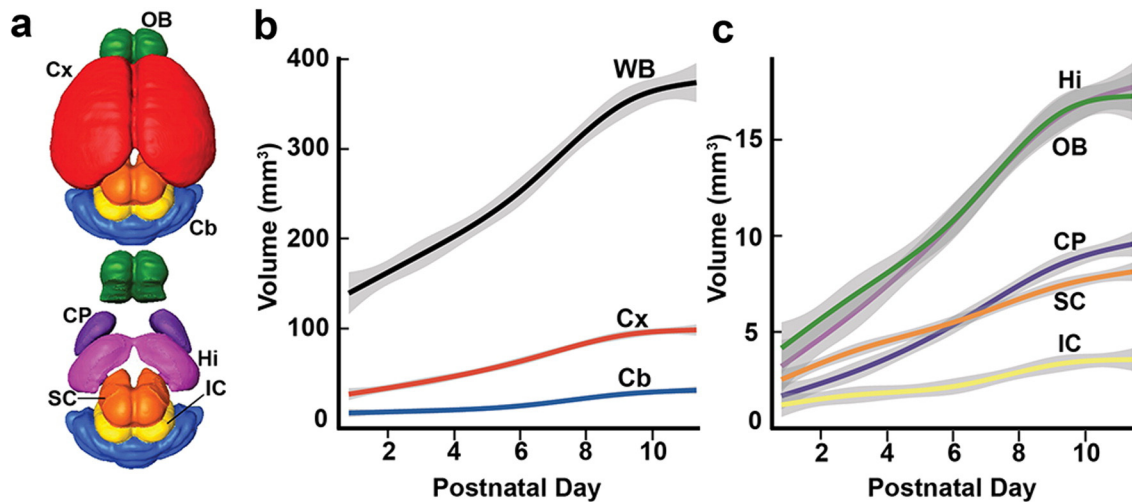 a
OB
Cx
Cb
CP
Hi
IC
SC
b
400
300
200
100
0
Volume (mm³)
WB
Cx
Cb
2 4 6 8 10
Postnatal Day
c
15
10
5
0
Volume (mm³)
Hi
OB
CP
SC
IC
2 4 6 8 10
Postnatal Day